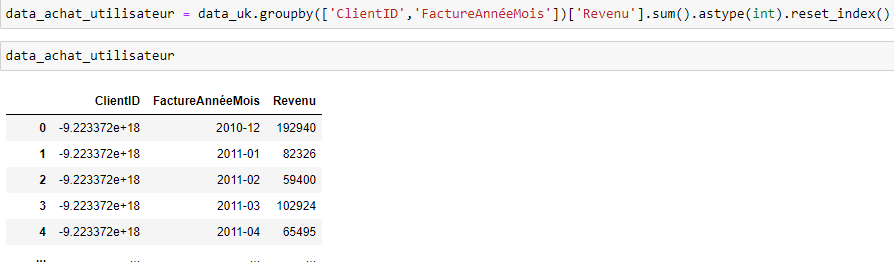 data_achat_utilisateur = data_uk.groupby(['ClientID','FactureAnnéeMois'])['Revenu'].sum().astype(int).reset_index()
data_achat_utilisateur
ClientID FactureAnnéeMois Revenu
0 -9.223372e+18 2010-12 192940
1 -9.223372e+18 2011-01 82326
2 -9.223372e+18 2011-02 59400
3 -9.223372e+18 2011-03 102924
4 -9.223372e+18 2011-04 65495
... ... ... ...